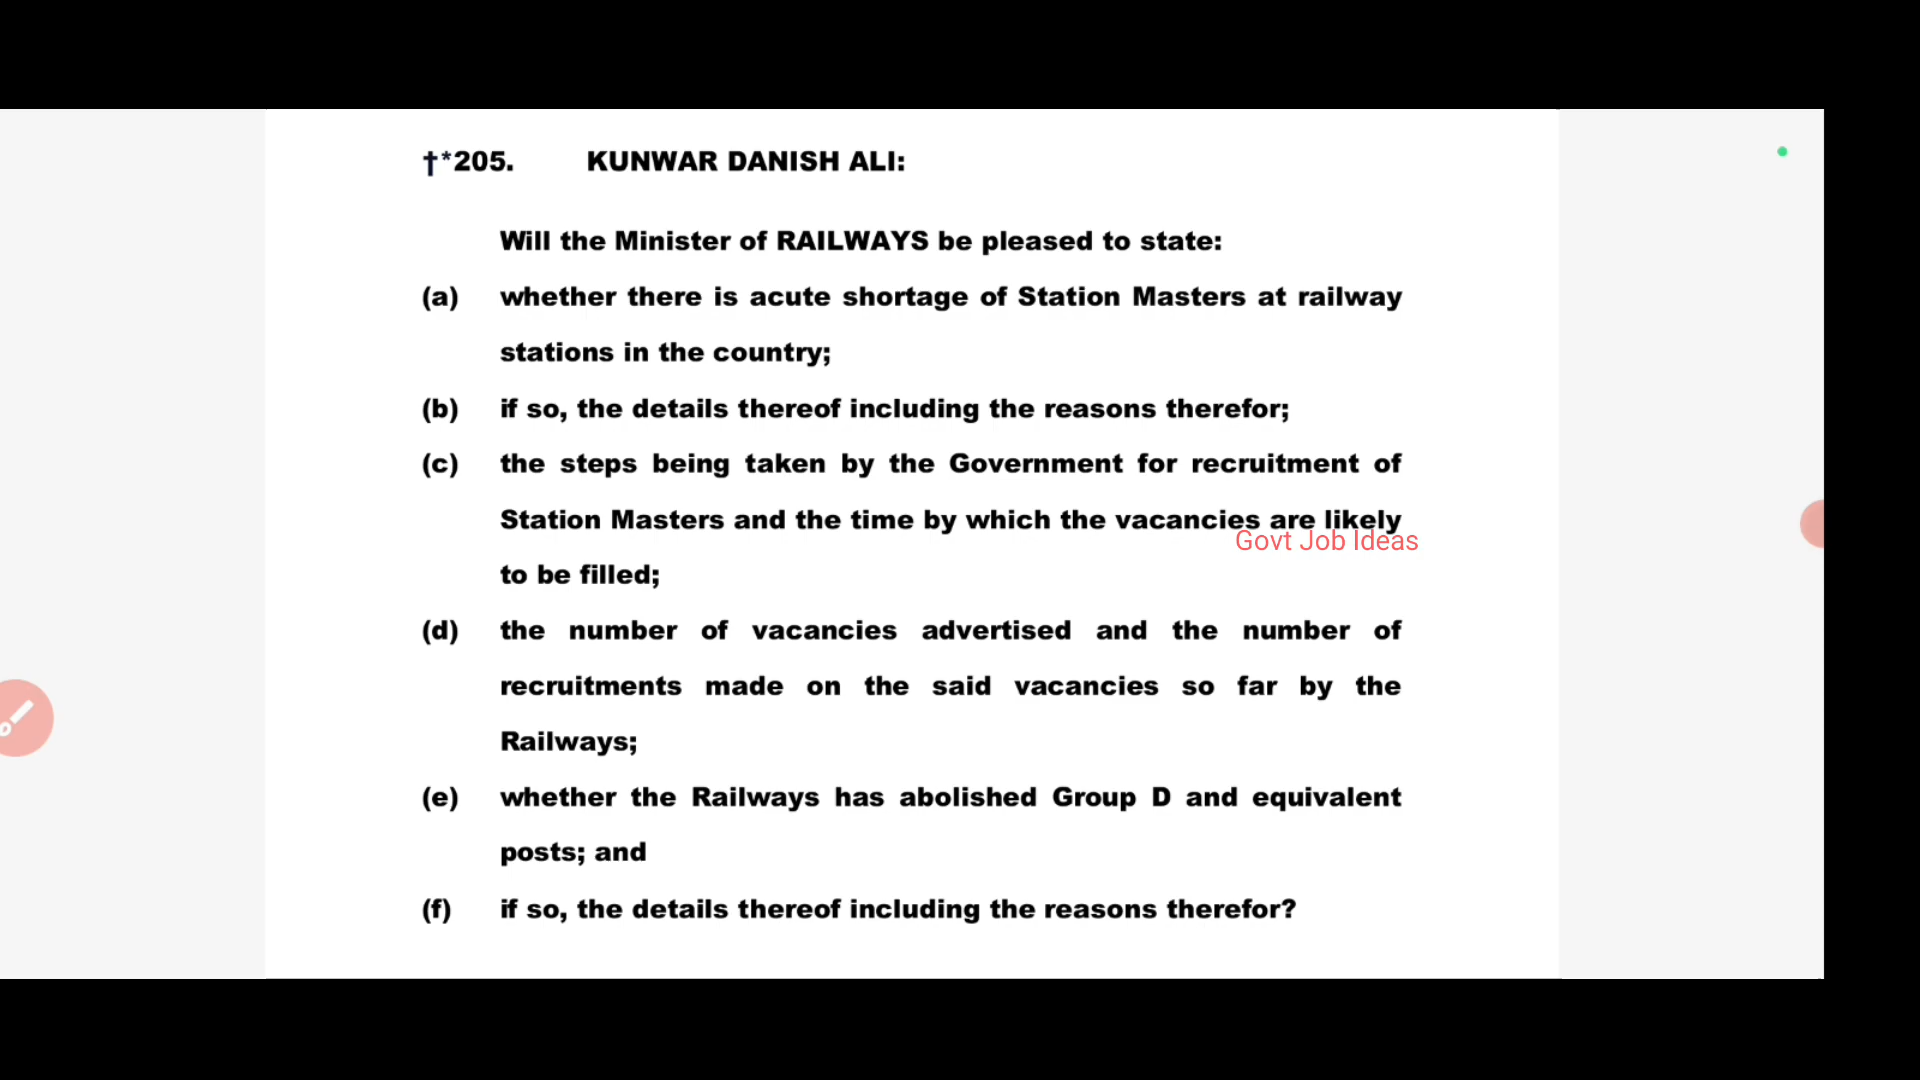 †*205. KUNWAR DANISH ALI:
Will the Minister of RAILWAYS be pleased to state:
(a) whether there is acute shortage of Station Masters at railway
stations in the country;
(b) if so, the details thereof including the reasons therefor;
(c) the steps being taken by the Government for recruitment of
Station Masters and the time by which the vacancies are likely
Govt Job Ideas
to be filled;
(d) the number of vacancies advertised and the number of
recruitments made on the said vacancies so far by the
Railways;
(e) whether the Railways has abolished Group D and equivalent
posts; and
(f) if so, the details thereof including the reasons therefor?